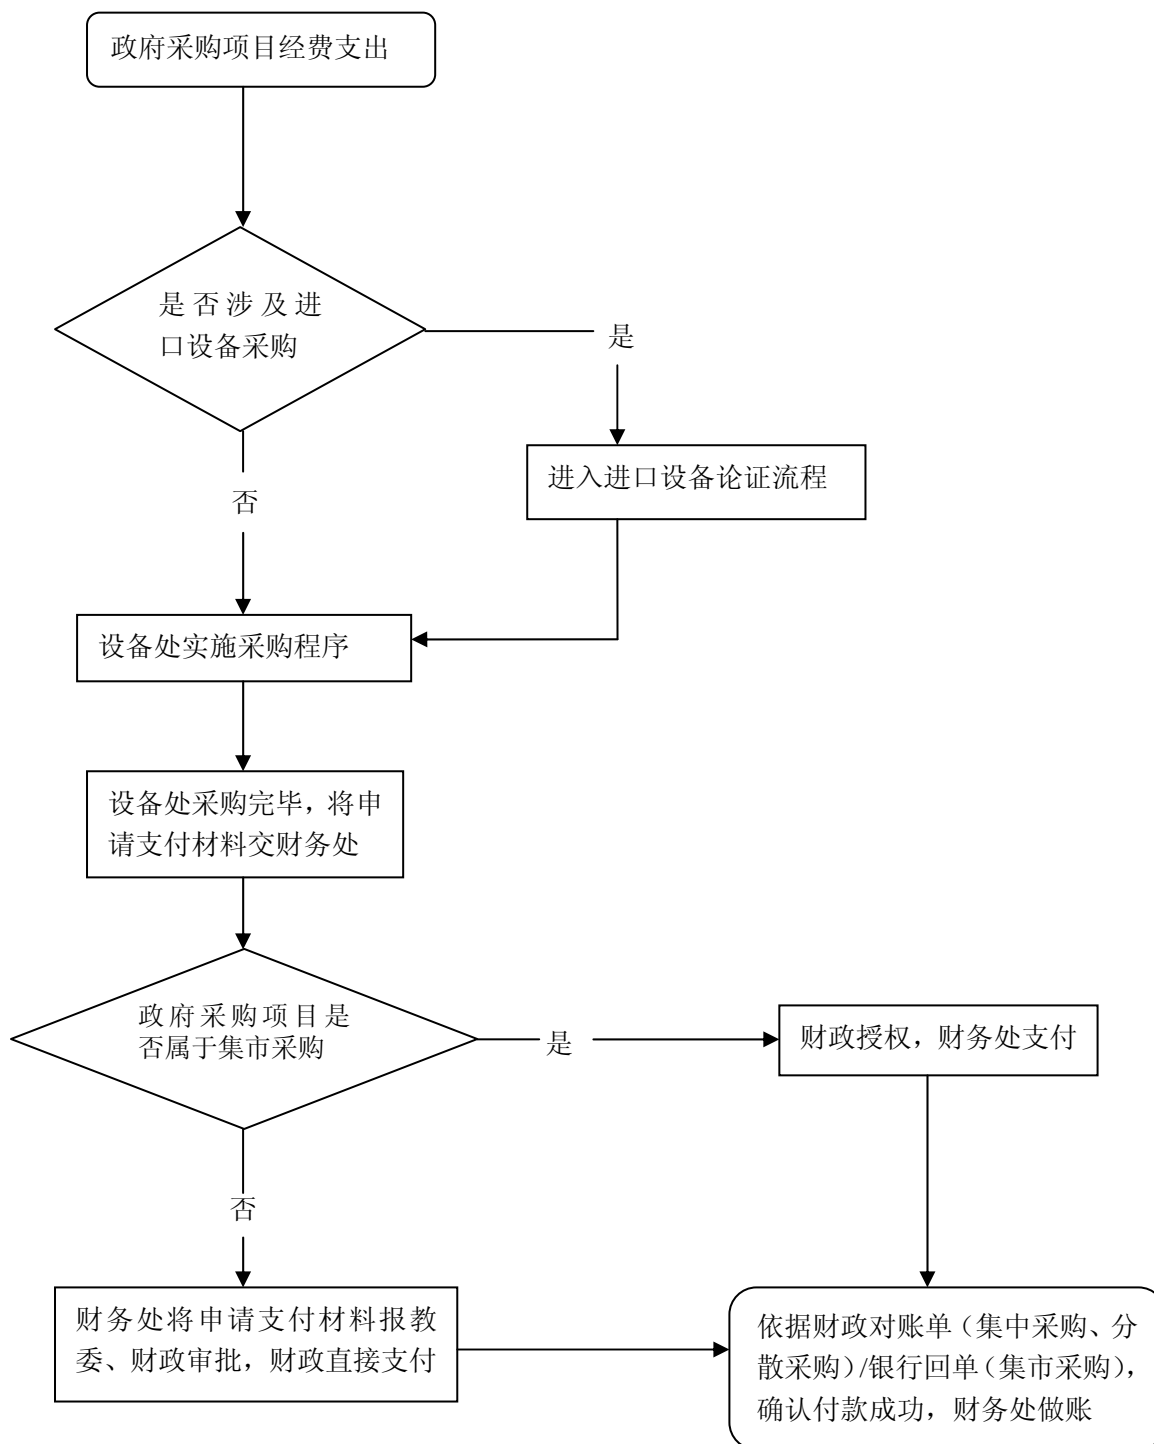 政府采购项目经费支出
是否涉及进
口设备采购
是
进入进口设备论证流程
否
设备处实施采购程序
设备处采购完毕，将申
请支付材料交财务处
政府采购项目是
否属于集市采购
是
财政授权，财务处支付
否
财务处将申请支付材料报教
委、财政审批，财政直接支付
依据财政对账单（集中采购、分
散采购）/银行回单（集市采购），
确认付款成功，财务处做账